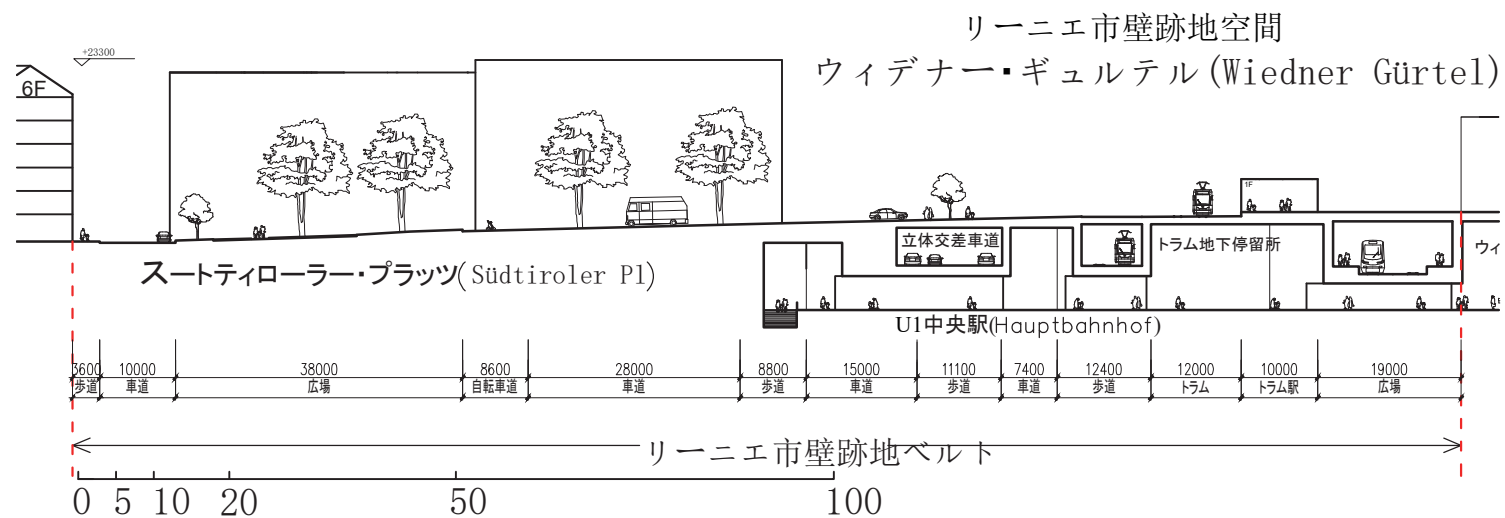 リーニエ市壁跡地空間
ウィデナー・ギュルテル(Wiedner Gürtel)
+23300
6F
1F
立体交差車道
トラム地下停留所
ウィ
スートティローラー・プラッツ(Südtiroler Pl)
U1中央駅(Hauptbahnhof)
3600 10000 38000 8600 28000 8800 15000 11100 7400 12400 12000 10000 19000
歩道 車道 広場 自転車道 車道 歩道 車道 歩道 車道 歩道 トラム トラム駅 広場
リーニエ市壁跡地ベルト
0 5 10 20 50 100